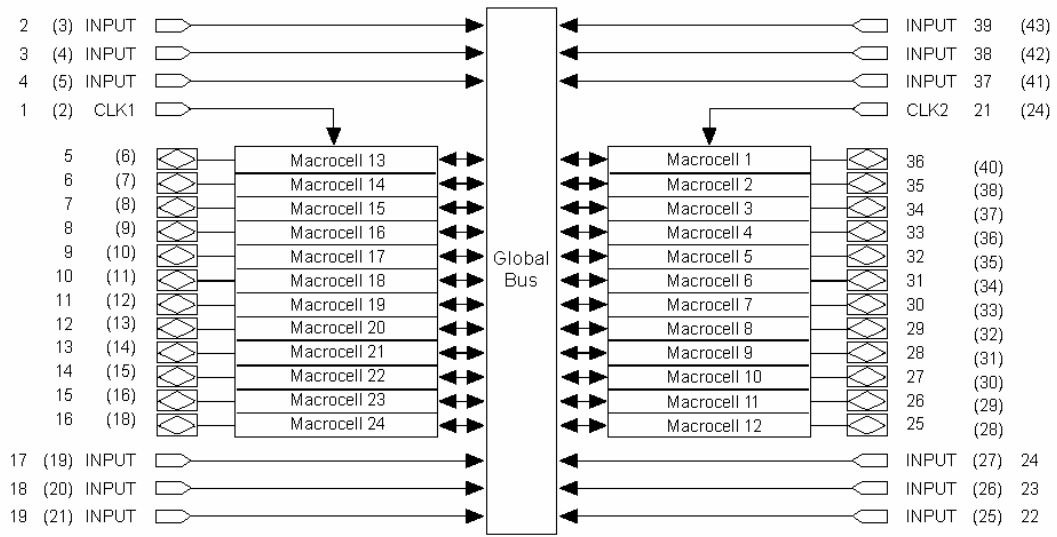 2 (3) INPUT INPUT 39 (43)
3 (4) INPUT INPUT 38 (42)
4 (5) INPUT INPUT 37 (41)
1 (2) CLK1 CLK2 21 (24)
5 (6) Macrocell 13 Macrocell 1 36 (40)
6 (7) Macrocell 14 Macrocell 2 35 (38)
7 (8) Macrocell 15 Macrocell 3 34 (37)
8 (9) Macrocell 16 Macrocell 4 33 (36)
9 (10) Macrocell 17 Global Macrocell 5 32 (35)
10 (11) Macrocell 18 Bus Macrocell 6 31 (34)
11 (12) Macrocell 19 Macrocell 7 30 (33)
12 (13) Macrocell 20 Macrocell 8 29 (32)
13 (14) Macrocell 21 Macrocell 9 28 (31)
14 (15) Macrocell 22 Macrocell 10 27 (30)
15 (16) Macrocell 23 Macrocell 11 26 (29)
16 (18) Macrocell 24 Macrocell 12 25 (28)
17 (19) INPUT INPUT (27) 24
18 (20) INPUT INPUT (26) 23
19 (21) INPUT INPUT (25) 22